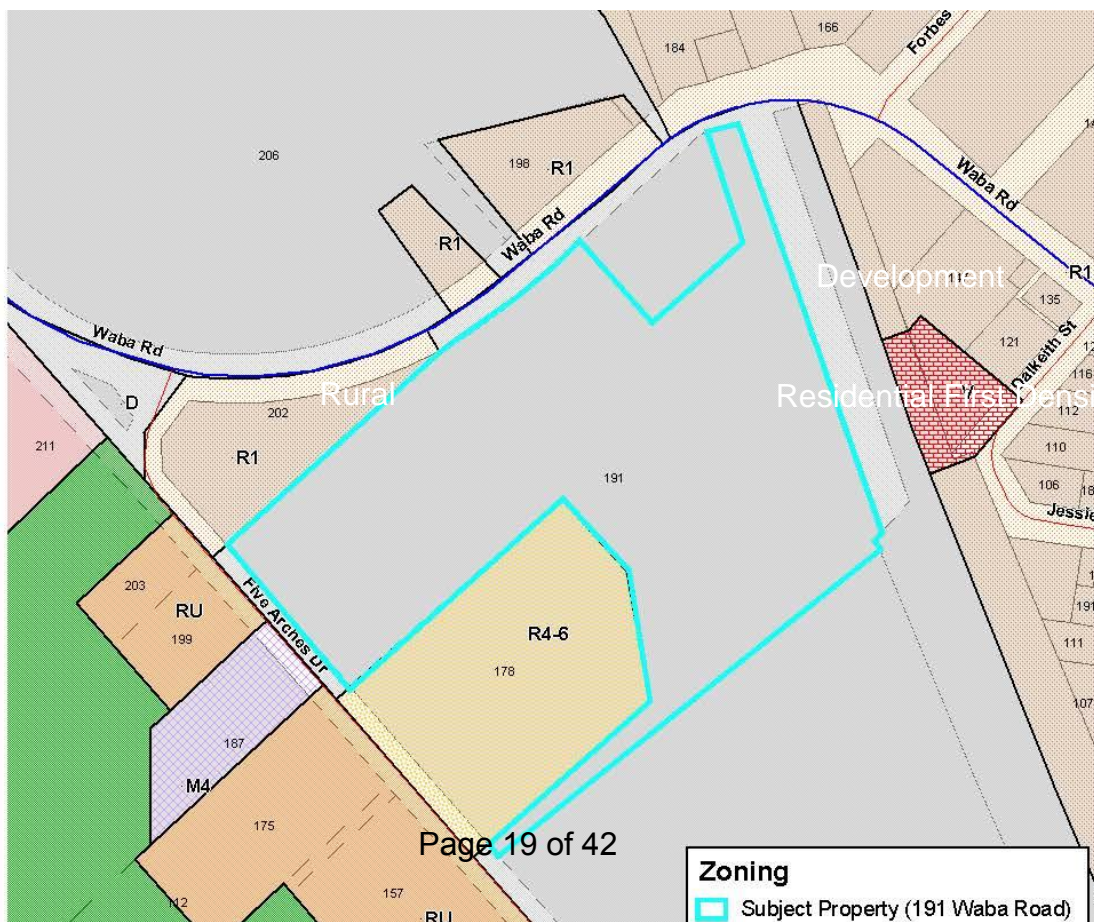 166
184
Forbes
206
198
R1
Waba Rd
R1
Waba Rd
R1
Development
135
121
Dalkeith St
116
112
110
106
Jessie
Waba Rd
D
Rural
202
R1
211
Residential First Densi
191
203
RU
199
Five Arches Dr
R4-6
178
191
111
107
187
M4
175
157
RU
112
Page 19 of 42
Zoning
Subject Property (191 Waba Road)